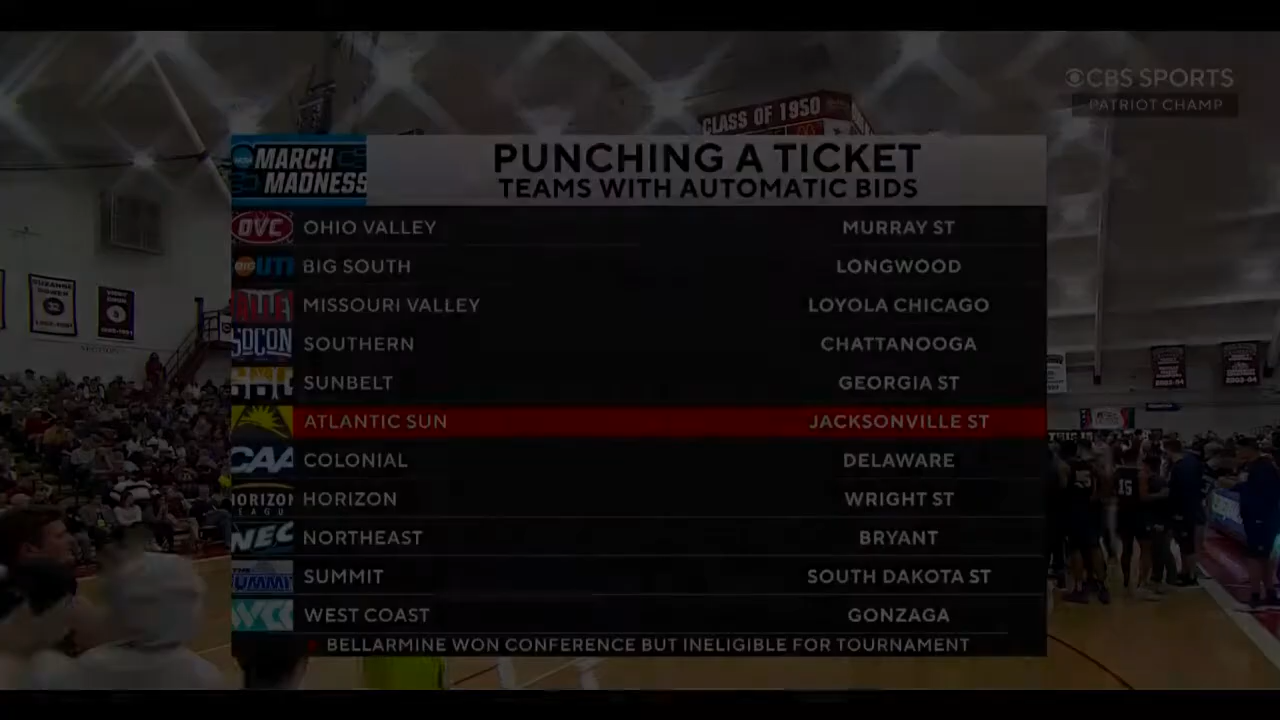 CBS SPORTS
PATRIOT CHAMP
CLASS OF 1950
MARCH
MADNESS
PUNCHING A TICKET
TEAMS WITH AUTOMATIC BIDS
OVC OHIO VALLEY MURRAY ST
BIG SOUTH LONGWOOD
MISSOURI VALLEY LOYOLA CHICAGO
SOCON SOUTHERN CHATTANOOGA
SUNBELT GEORGIA ST
ATLANTIC SUN JACKSONVILLE ST
CAA COLONIAL DELAWARE
HORIZON HORIZON WRIGHT ST
NEC NORTHEAST BRYANT
SUMMIT SUMMIT SOUTH DAKOTA ST
WEST COAST GONZAGA
BELLARMINE WON CONFERENCE BUT INELIGIBLE FOR TOURNAMENT
15